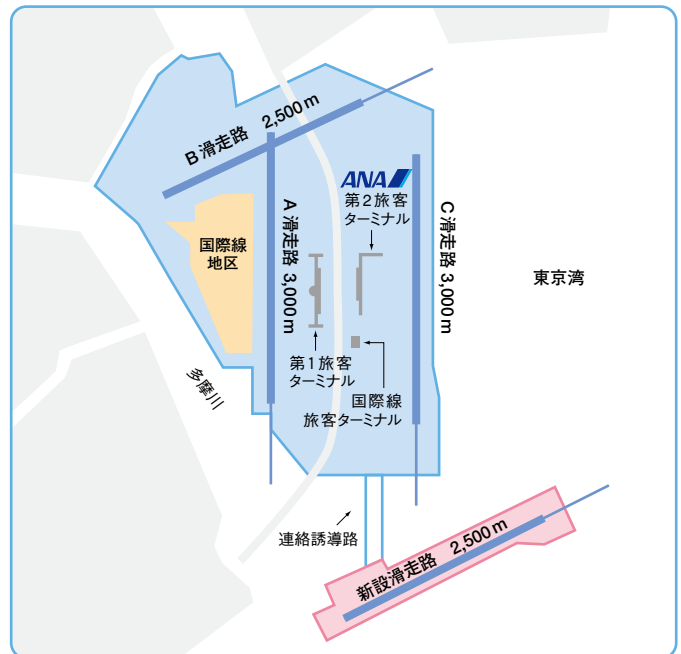 B滑走路 2,500m
ANA
第2旅客
ターミナル
A滑走路 3,000m
C滑走路 3,000m
国際線
地区
東京湾
第1旅客
ターミナル
多摩川
国際線
旅客ターミナル
連絡誘導路
新設滑走路 2,500m